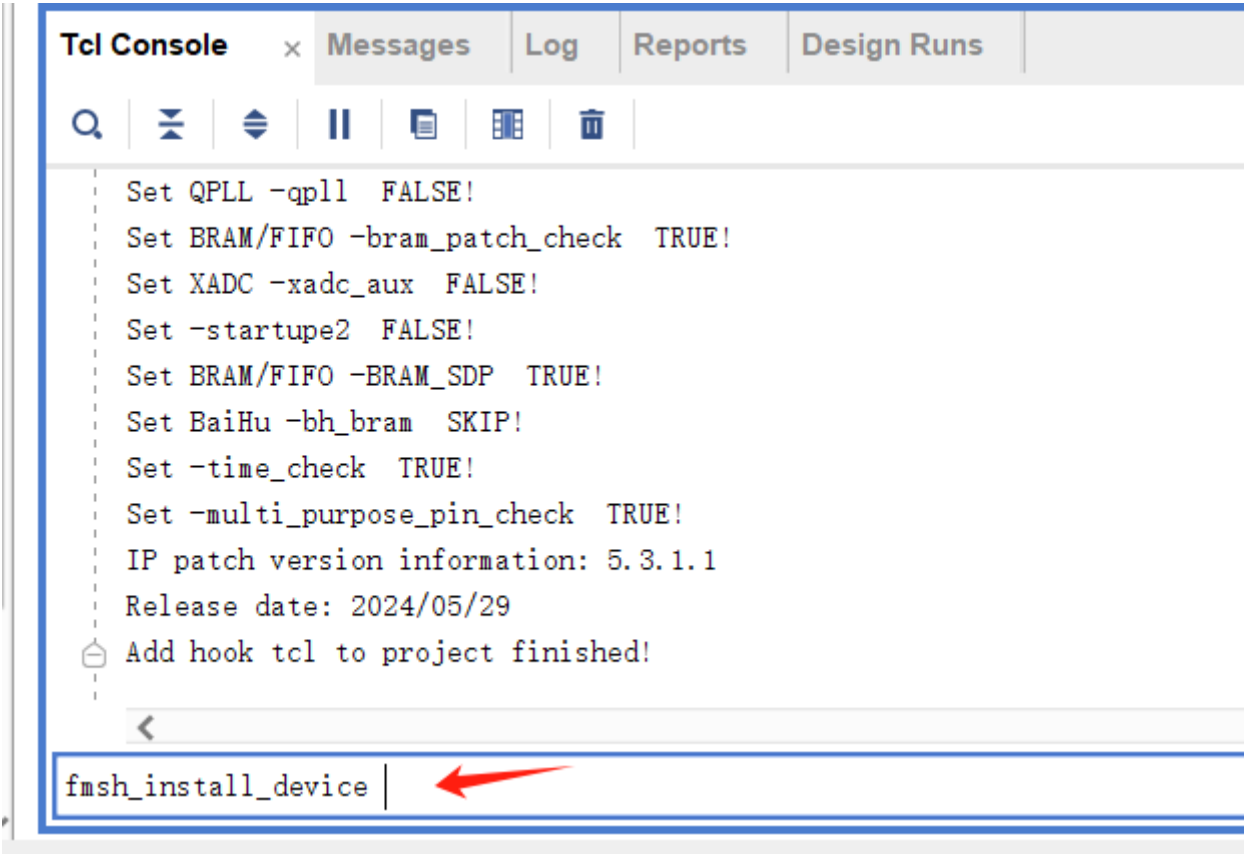 Tcl Console × Messages Log Reports Design Runs
Set QPLL -qpll  FALSE!
Set BRAM/FIFO -bram_patch_check  TRUE!
Set XADC -xadc_aux  FALSE!
Set -startupe2  FALSE!
Set BRAM/FIFO -BRAM_SDP  TRUE!
Set BaiHu -bh_bram  SKIP!
Set -time_check  TRUE!
Set -multi_purpose_pin_check  TRUE!
IP patch version information: 5.3.1.1
Release date: 2024/05/29
Add hook tcl to project finished!
fmsh_install_device